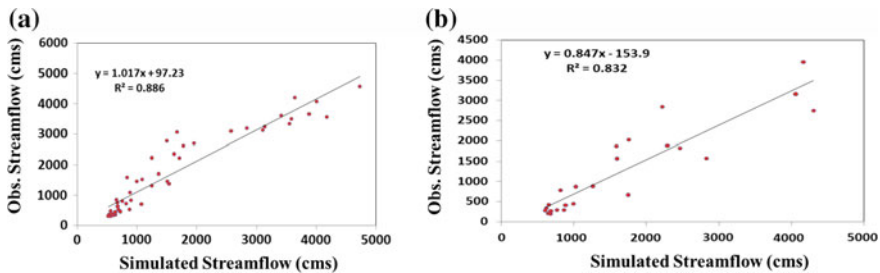 (a)
Obs. Streamflow (cms)
6000
5000
4000
3000
2000
1000
0
y = 1.017x + 97.23
R² = 0.886
0 1000 2000 3000 4000 5000
Simulated Streamflow (cms)
(b)
Obs. Streamflow (cms)
4500
4000
3500
3000
2500
2000
1500
1000
500
0
y = 0.847x - 153.9
R² = 0.832
0 1000 2000 3000 4000 5000
Simulated Streamflow (cms)